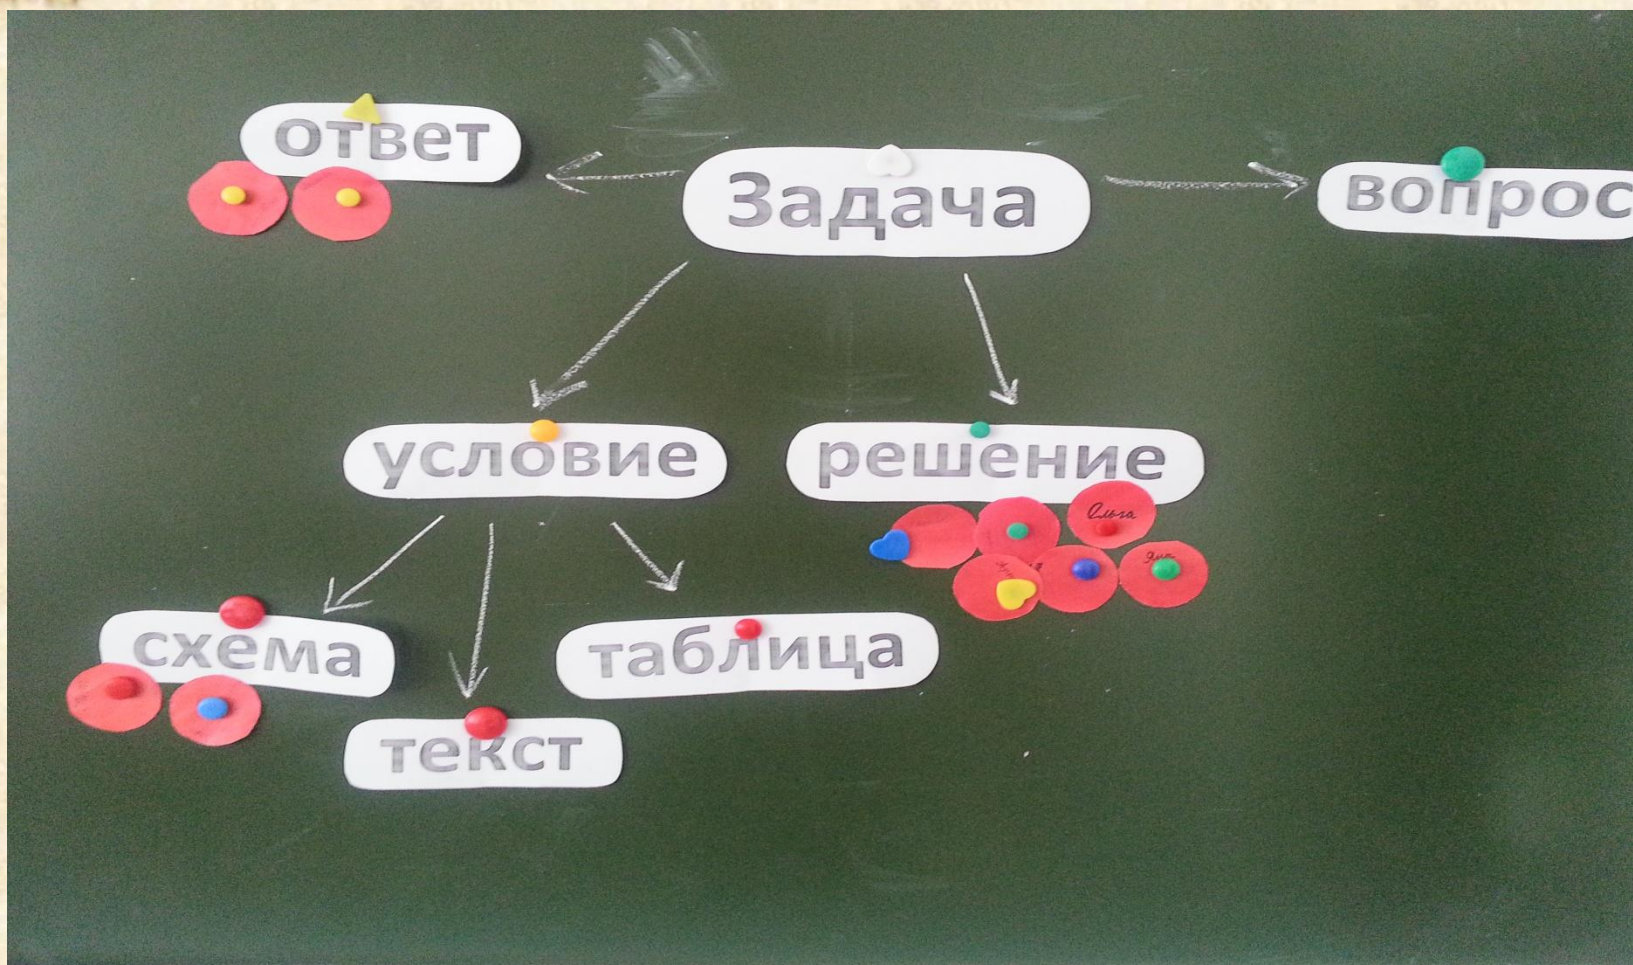 ответ
Задача
вопрос
условие
решение
Ольга
схема
таблица
текст